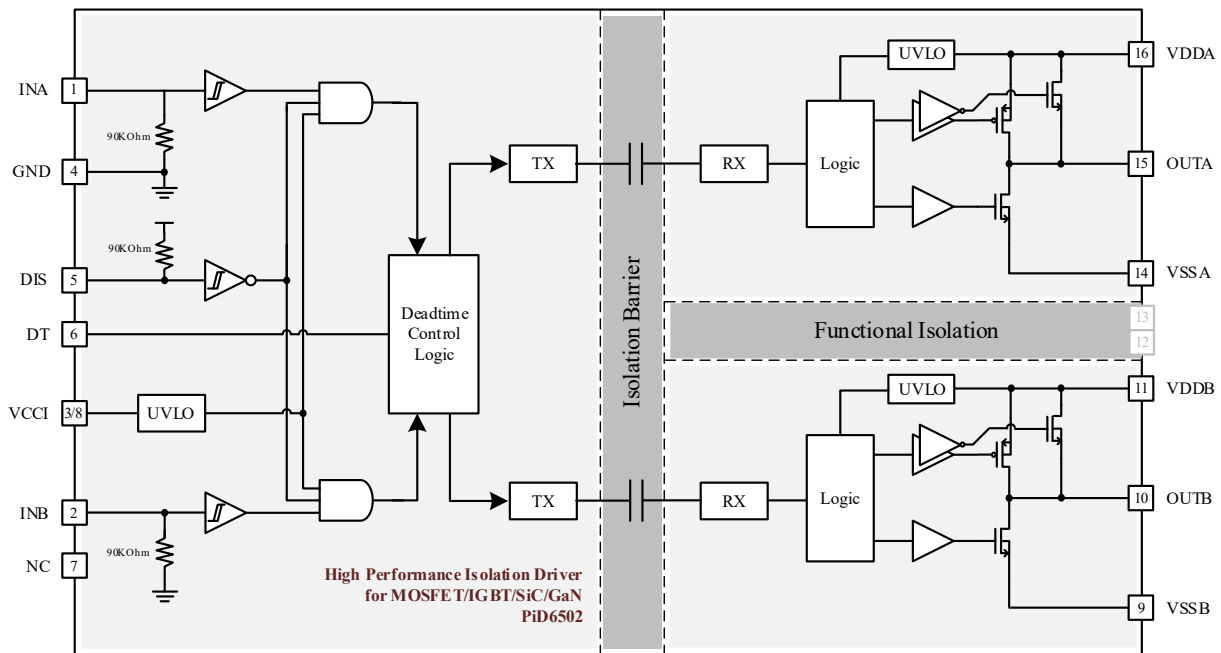 INA
1
90KOhm
GND
4
90KOhm
DIS
5
DT
6
VCCI
3/8
UVLO
INB
2
90KOhm
NC
7
Deadtime
Control
Logic
TX
TX
High Performance Isolation Driver
for MOSFET/IGBT/SiC/GaN
PiD6502
Isolation Barrier
RX
Logic
UVLO
16
VDDA
15
OUTA
14
VSSA
Functional Isolation
13
12
RX
Logic
UVLO
11
VDDB
10
OUTB
9
VSSB